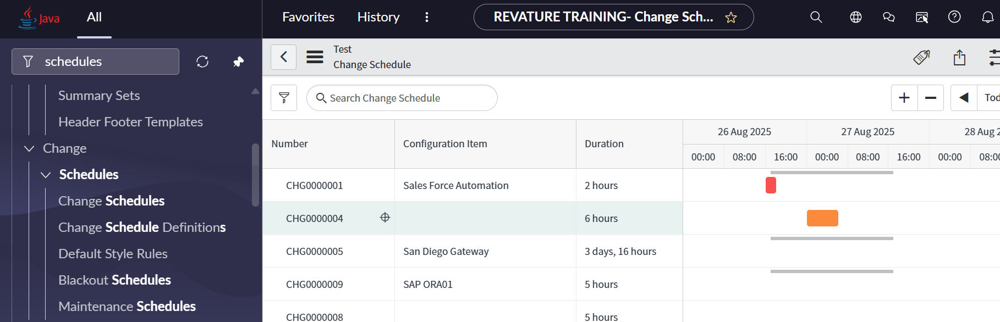 Java
All
Favorites
History
REVATURE TRAINING- Change Sch...
schedules
Summary Sets
Header Footer Templates
Change
Schedules
Change Schedules
Change Schedule Definitions
Default Style Rules
Blackout Schedules
Maintenance Schedules
Test
Change Schedule
Search Change Schedule
Tod
Number
Configuration Item
Duration
26 Aug 2025
27 Aug 2025
28 Aug 2
00:00
08:00
16:00
00:00
08:00
16:00
00:00
08:00
CHG0000001 Sales Force Automation 2 hours
CHG0000004 6 hours
CHG0000005 San Diego Gateway 3 days, 16 hours
CHG0000009 SAP ORA01 5 hours
CHG0000008 5 hours